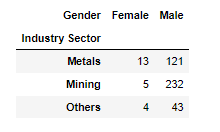 Gender Female Male
Industry Sector
Metals 13 121
Mining 5 232
Others 4 43